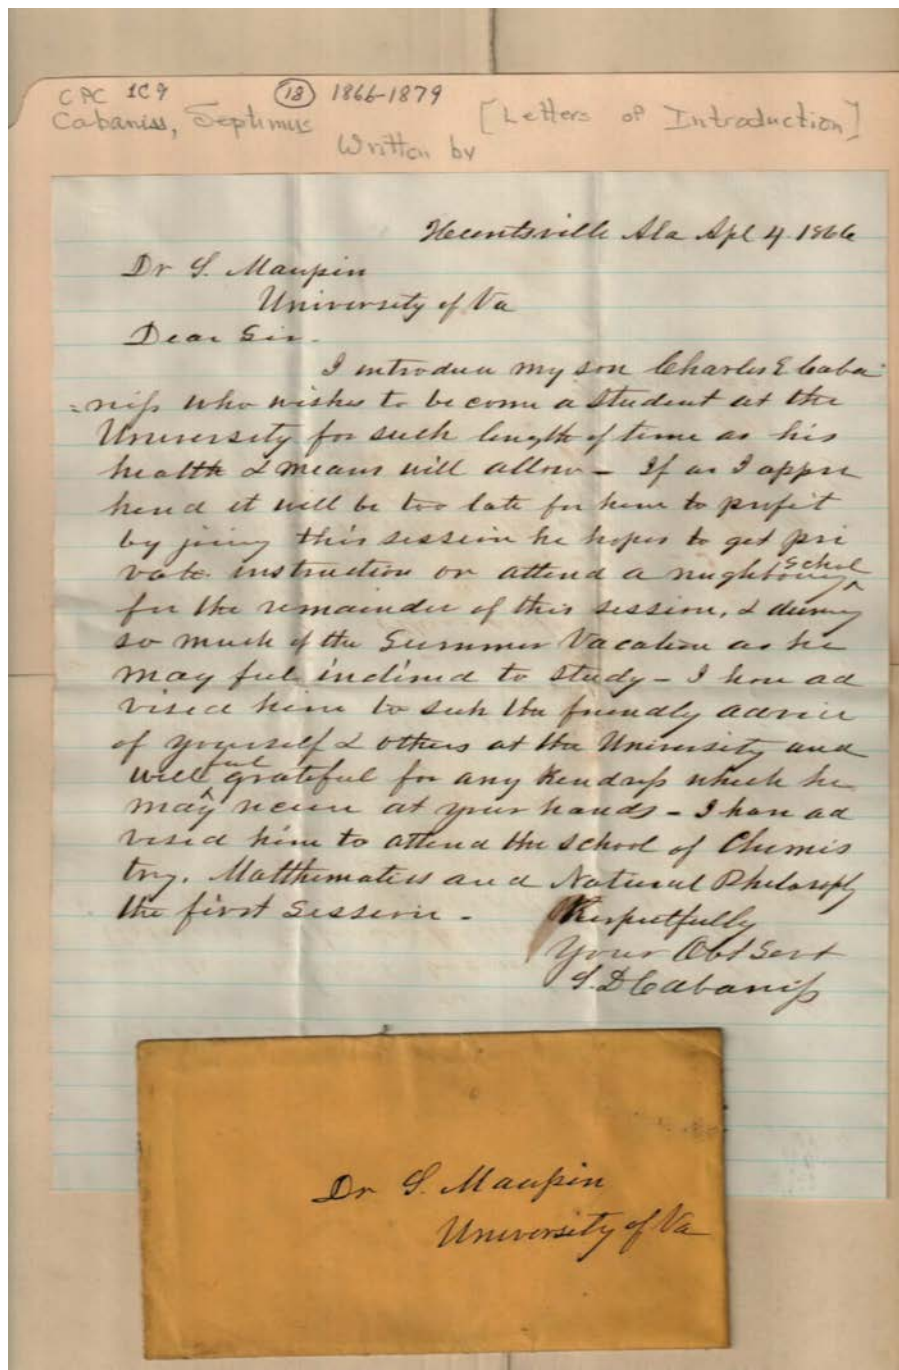 CPC 1C9 (18) 1866-1879
Cabaniss, Septimus [Letters of Introduction]
Written by
Huntsville Ala Apl 4. 1866
Dr S. Maupin
University of Va
Dear Sir.
I introduce my son Charles E Caba
=niss who wishes to become a student at the
University for such length of time as his
health & means will allow - If as I appre
hend it will be too late for him to profit
by joining this session he hopes to get pri
vate instruction or attend a neighboring school
for the remainder of this session, & during
so much of the Summer Vacation as he
may feel inclined to study - I have ad
vised him to seek the friendly advice
of yourself & others at the University and
will feel grateful for any kindness which he
may receive at your hands - I have ad
vised him to attend the school of Chemis
try, Matthematics and Natural Philosophy
the first Session -
Respectfully
Your Obt Servt
S. D Cabaniss
Dr S. Maupin
University of Va